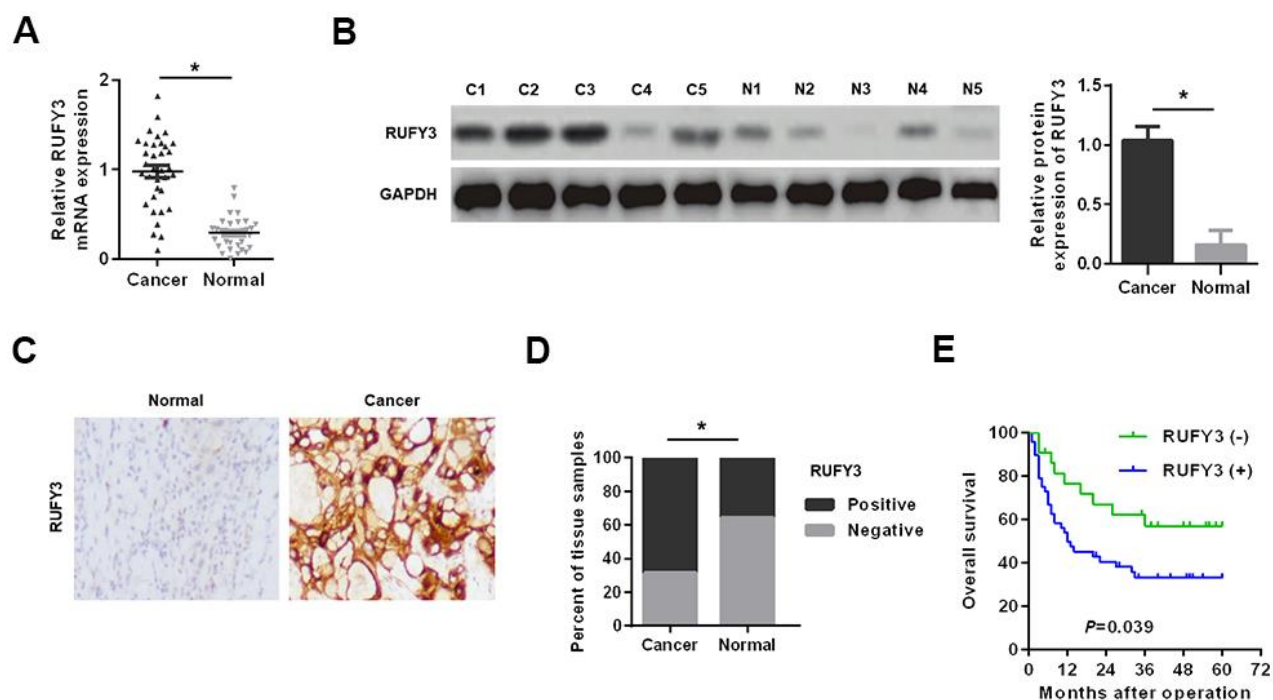 A
Relative RUFY3
mRNA expression
2
1
0
*
Cancer Normal
B
C1 C2 C3 C4 C5 N1 N2 N3 N4 N5
RUFY3
GAPDH
Relative protein
expression of RUFY3
1.5
1.0
0.5
0.0
*
Cancer Normal
C
Normal Cancer
RUFY3
D
Percent of tissue samples
100
80
60
40
20
0
*
Cancer Normal
RUFY3
Positive
Negative
E
Overall survival
100
80
60
40
20
0
RUFY3 (-)
RUFY3 (+)
P=0.039
0 12 24 36 48 60 72
Months after operation